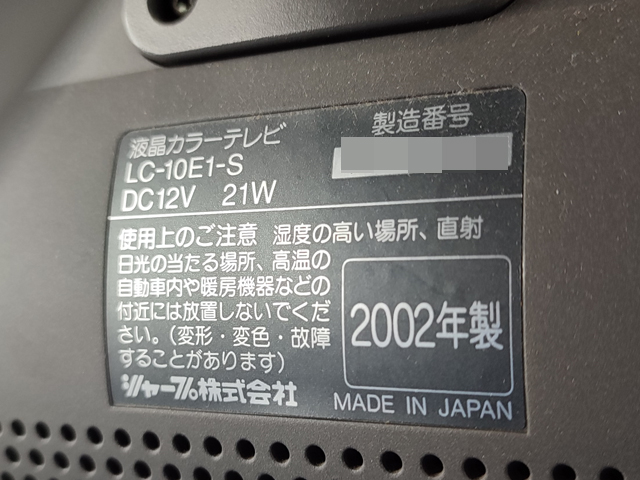 液晶カラーテレビ
製造番号
LC-10E1-S
DC12V 21W
使用上のご注意 湿度の高い場所、直射
日光の当たる場所、高温の
自動車内や暖房機器などの
付近には放置しないでくだ
さい。(変形・変色・故障
することがあります)
2002年製
シャープ株式会社
MADE IN JAPAN